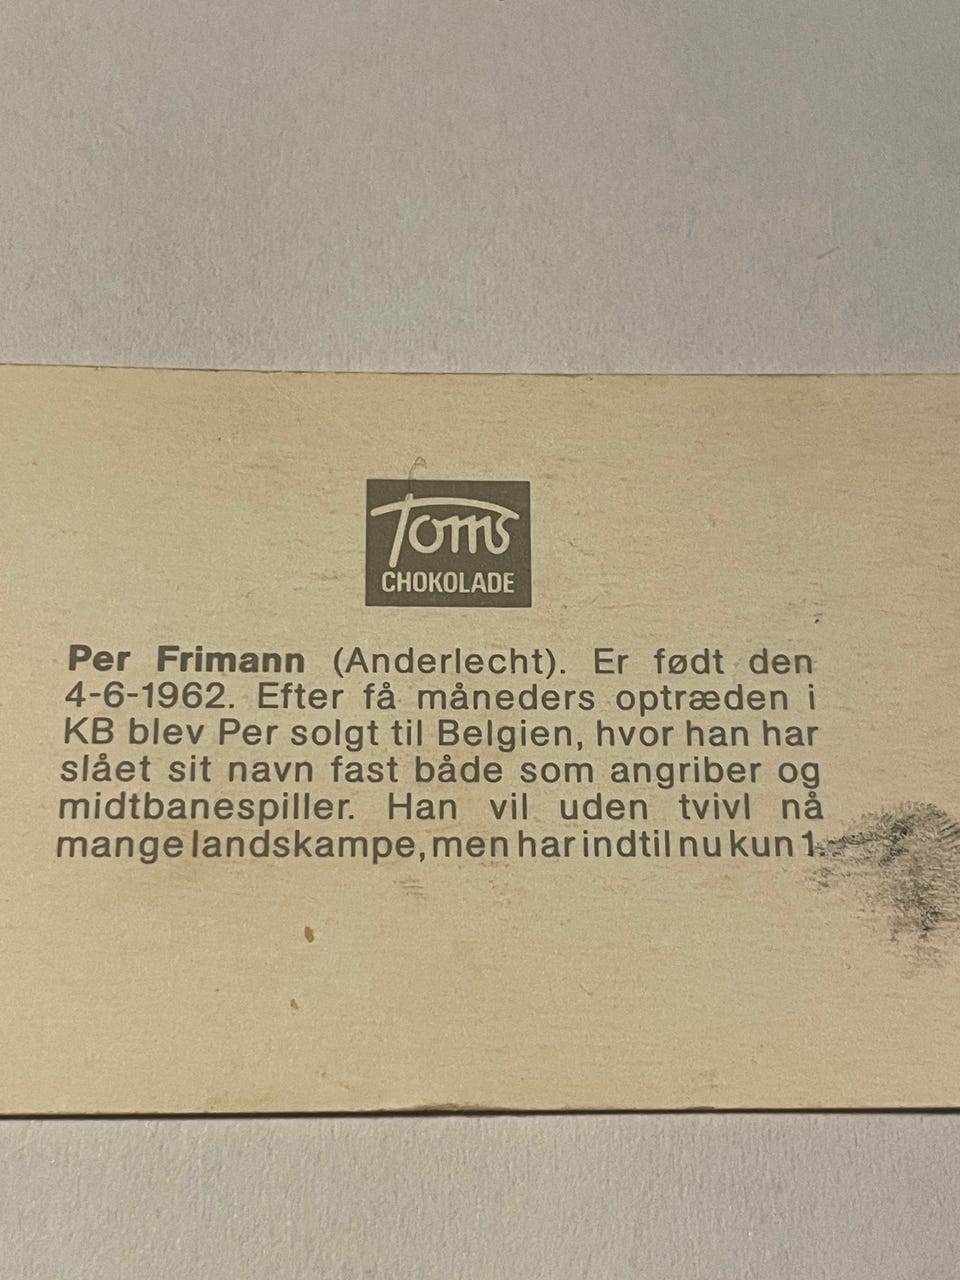 Toms
CHOKOLADE
Per Frimann (Anderlecht). Er født den
4-6-1962. Efter få måneders optræden i
KB blev Per solgt til Belgien, hvor han har
slået sit navn fast både som angriber og
midtbanespiller. Han vil uden tvivl nå
mange landskampe, men har indtil nu kun 1.